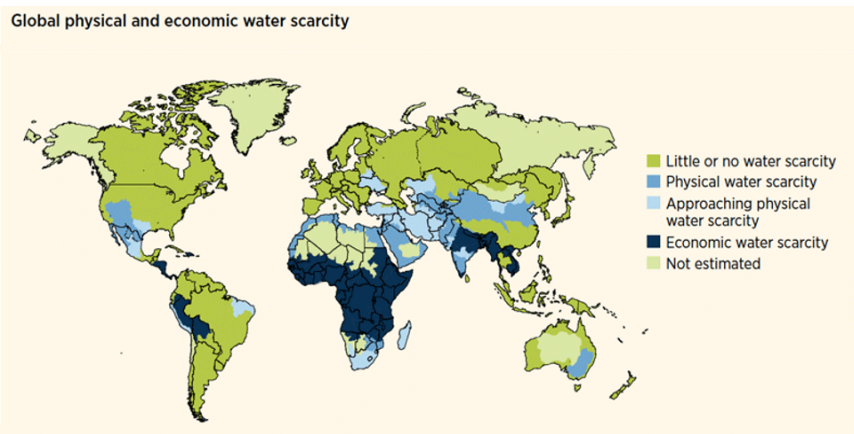 Global physical and economic water scarcity
Little or no water scarcity
Physical water scarcity
Approaching physical
water scarcity
Economic water scarcity
Not estimated